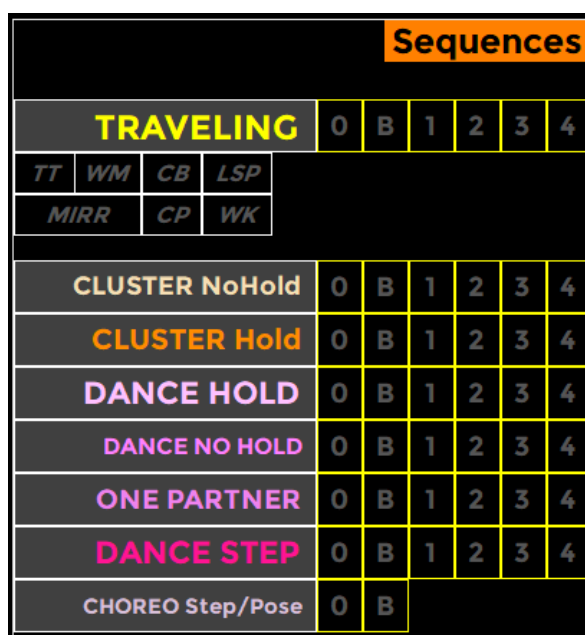 Sequences
TRAVELING 0 B 1 2 3 4
TT WM CB LSP
MIRR CP WK
CLUSTER NoHold 0 B 1 2 3 4
CLUSTER Hold 0 B 1 2 3 4
DANCE HOLD 0 B 1 2 3 4
DANCE NO HOLD 0 B 1 2 3 4
ONE PARTNER 0 B 1 2 3 4
DANCE STEP 0 B 1 2 3 4
CHOREO Step/Pose 0 B